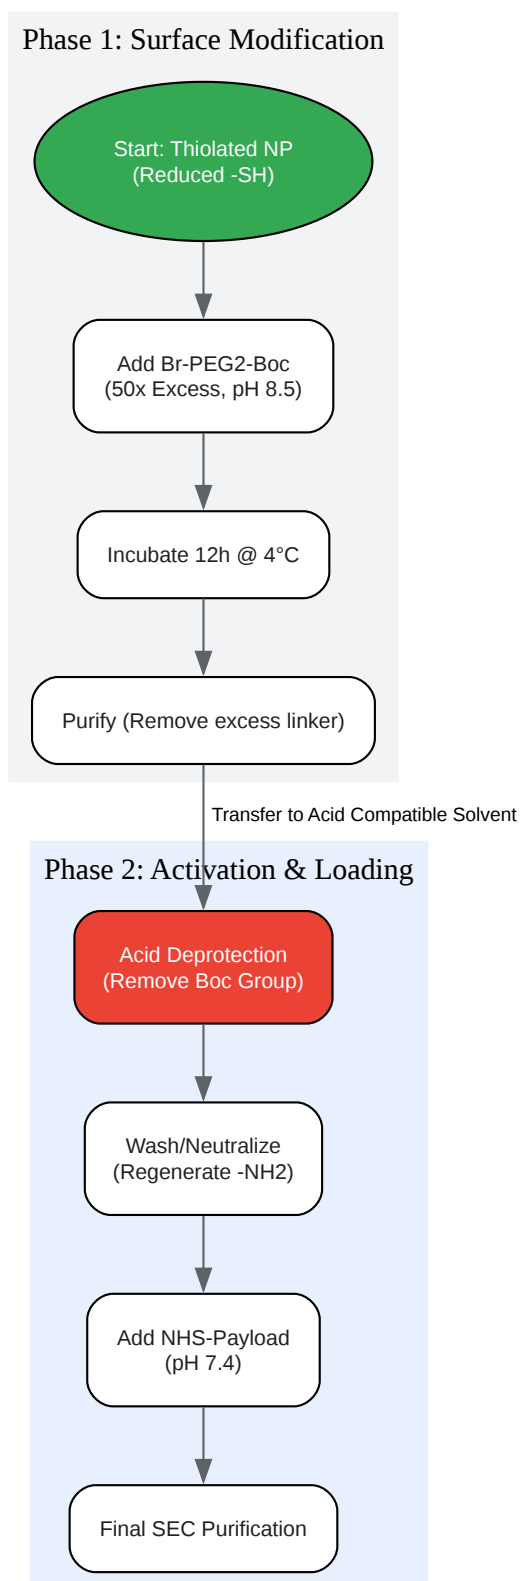 Phase 1: Surface Modification
Start: Thiolated NP
(Reduced -SH)
Add Br-PEG2-Boc
(50x Excess, pH 8.5)
Incubate 12h @ 4°C
Purify (Remove excess linker)
Transfer to Acid Compatible Solvent
Phase 2: Activation & Loading
Acid Deprotection
(Remove Boc Group)
Wash/Neutralize
(Regenerate -NH2)
Add NHS-Payload
(pH 7.4)
Final SEC Purification